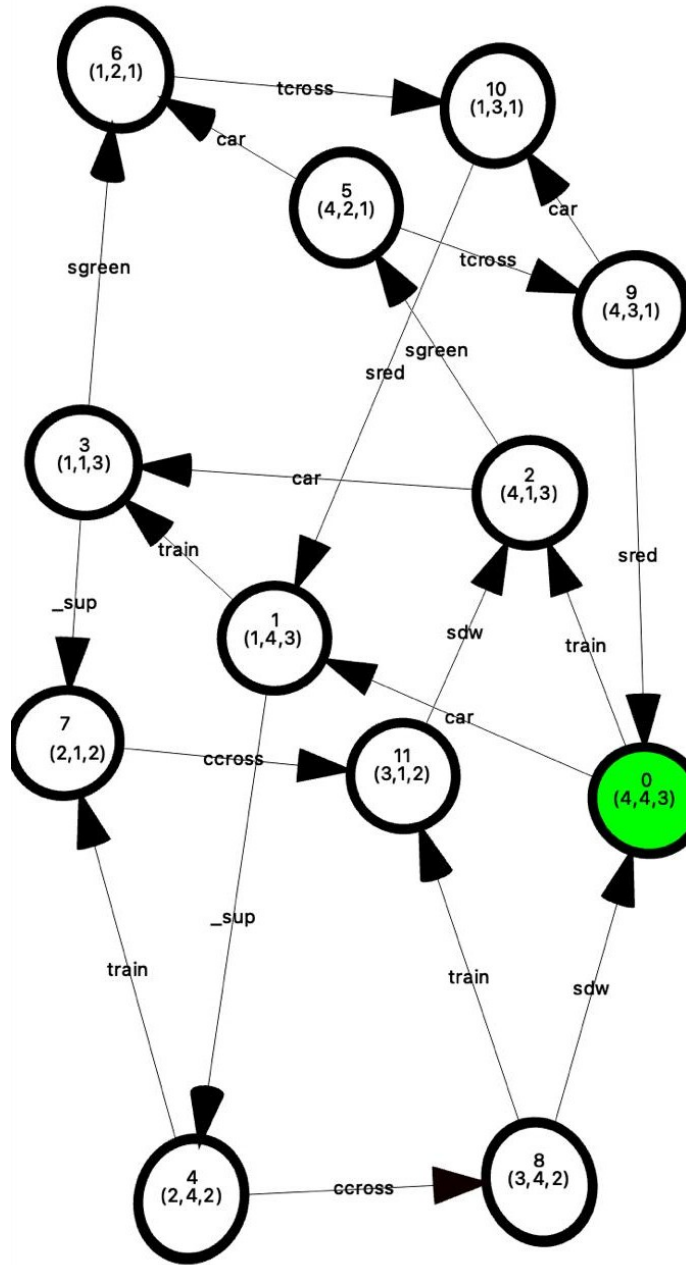 6
(1,2,1)
tcross
10
(1,3,1)
car
5
(4,2,1)
car
tcross
sgreen
9
(4,3,1)
sgreen
sred
3
(1,1,3)
2
(4,1,3)
car
train
sred
_sup
1
(1,4,3)
sdw
train
car
7
(2,1,2)
ccross
11
(3,1,2)
0
(4,4,3)
_sup
train
train
sdw
4
(2,4,2)
ccross
8
(3,4,2)